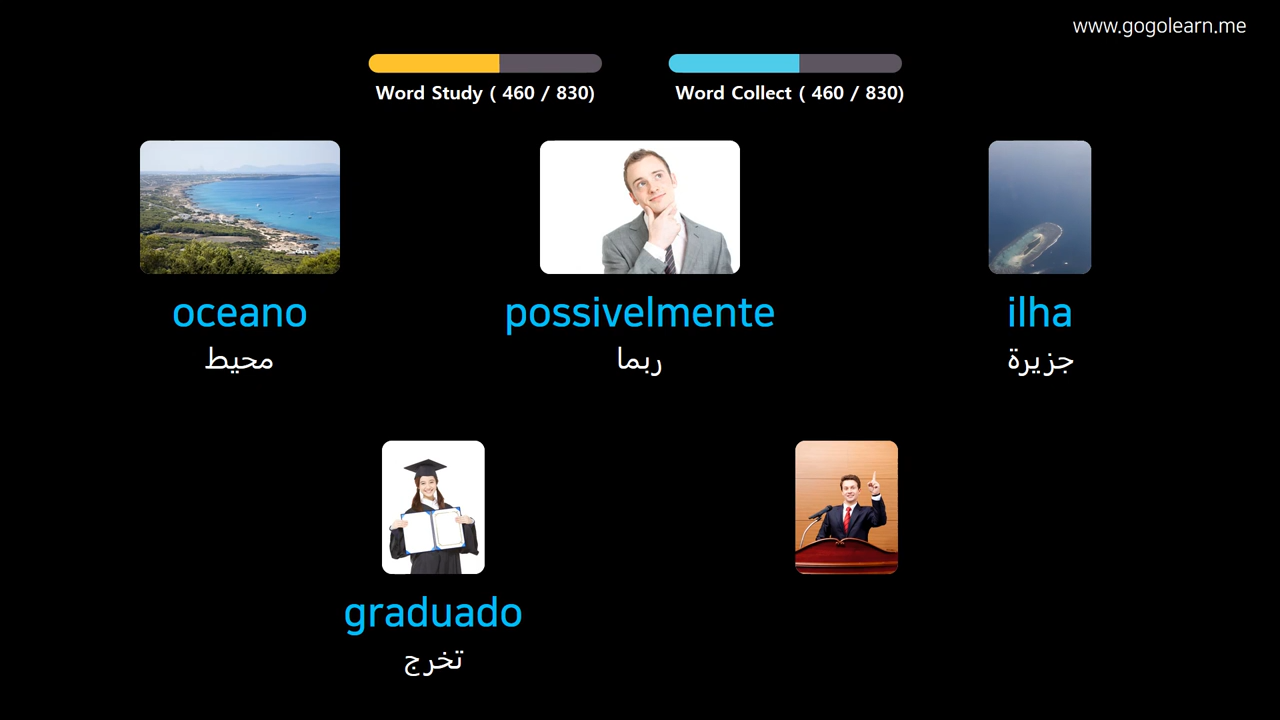 www.gogolearn.me
Word Study ( 460 / 830)
Word Collect ( 460 / 830)
oceano
محيط
possivelmente
ربما
ilha
جزيرة
graduado
تخرج